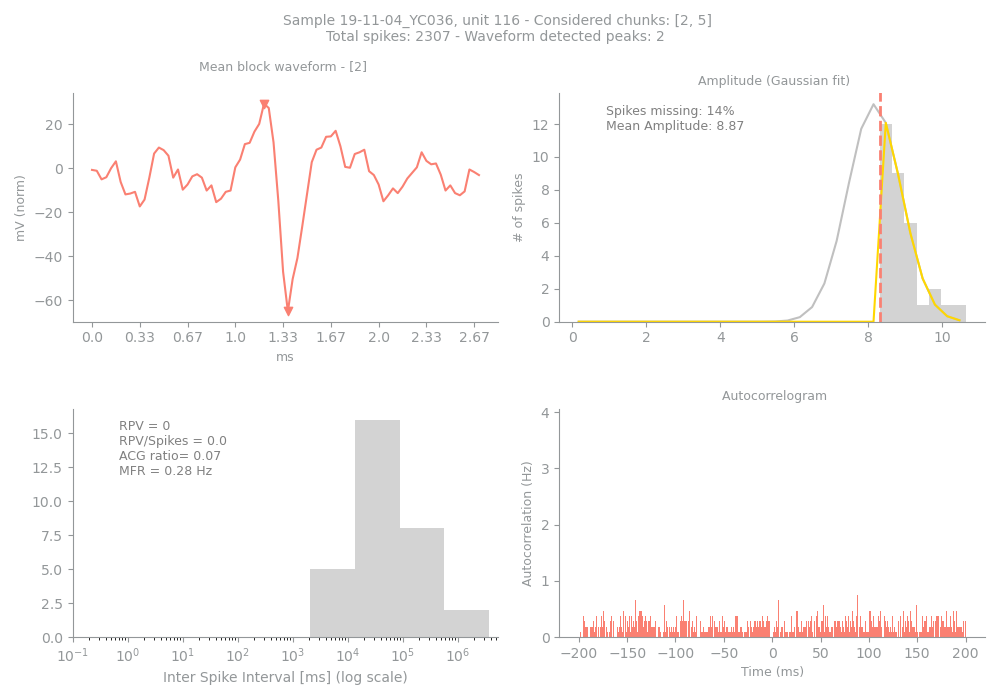 Sample 19-11-04_YC036, unit 116 - Considered chunks: [2, 5]
Total spikes: 2307 - Waveform detected peaks: 2
Mean block waveform - [2]
20
0
−20
−40
−60
mV (norm)
0.0 0.33 0.67 1.0 1.33 1.67 2.0 2.33 2.67
ms
Amplitude (Gaussian fit)
Spikes missing: 14%
Mean Amplitude: 8.87
12
10
8
6
4
2
0
# of spikes
0 2 4 6 8 10
RPV = 0
RPV/Spikes = 0.0
ACG ratio= 0.07
MFR = 0.28 Hz
15.0
12.5
10.0
7.5
5.0
2.5
0.0
10⁻¹ 10⁰ 10¹ 10² 10³ 10⁴ 10⁵ 10⁶
Inter Spike Interval [ms] (log scale)
Autocorrelogram
4
3
2
1
0
Autocorrelation (Hz)
−200 −150 −100 −50 0 50 100 150 200
Time (ms)